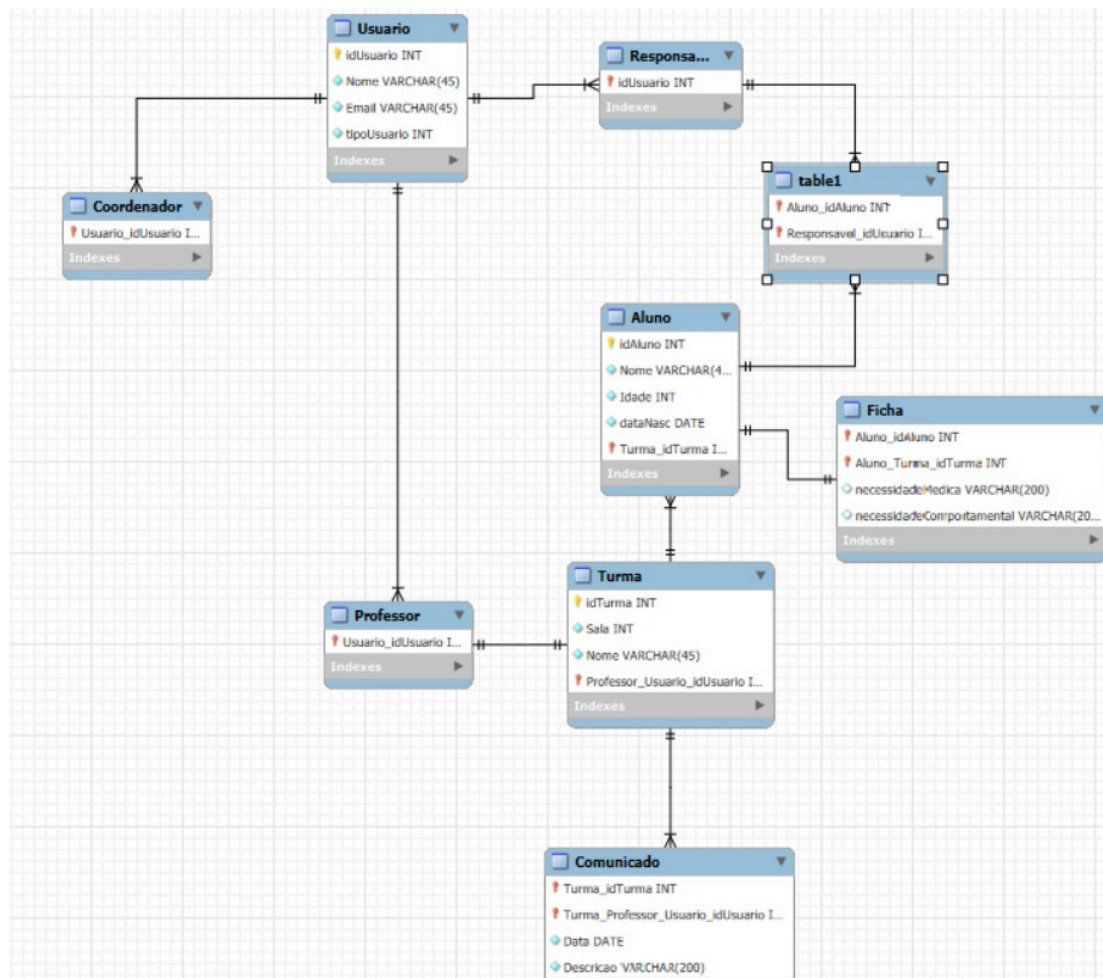 Usuario
idUsuario INT
Nome VARCHAR(45)
Email VARCHAR(45)
tipoUsuario INT
Indexes
Responsa...
idUsuario INT
Indexes
Coordenador
Usuario_idUsuario I...
Indexes
table1
Aluno_idAluno INT
Responsavel_idUsuario I...
Indexes
Aluno
idAluno INT
Nome VARCHAR(4...
Idade INT
dataNasc DATE
Turma_idTurma I...
Indexes
Ficha
Aluno_idAluno INT
Aluno_Turma_idTurma INT
necessidadeMedica VARCHAR(200)
necessidadeComportamental VARCHAR(20...
Indexes
Professor
Usuario_idUsuario I...
Indexes
Turma
idTurma INT
Sala INT
Nome VARCHAR(45)
Professor_Usuario_idUsuario I...
Indexes
Comunicado
Turma_idTurma INT
Turma_Professor_Usuario_idUsuario I...
Data DATE
Descricao VARCHAR(200)